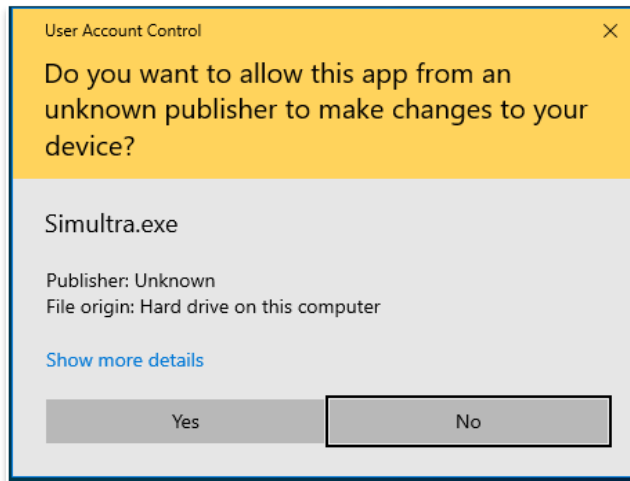 User Account Control
Do you want to allow this app from an
unknown publisher to make changes to your
device?
Simultra.exe
Publisher: Unknown
File origin: Hard drive on this computer
Show more details
Yes
No